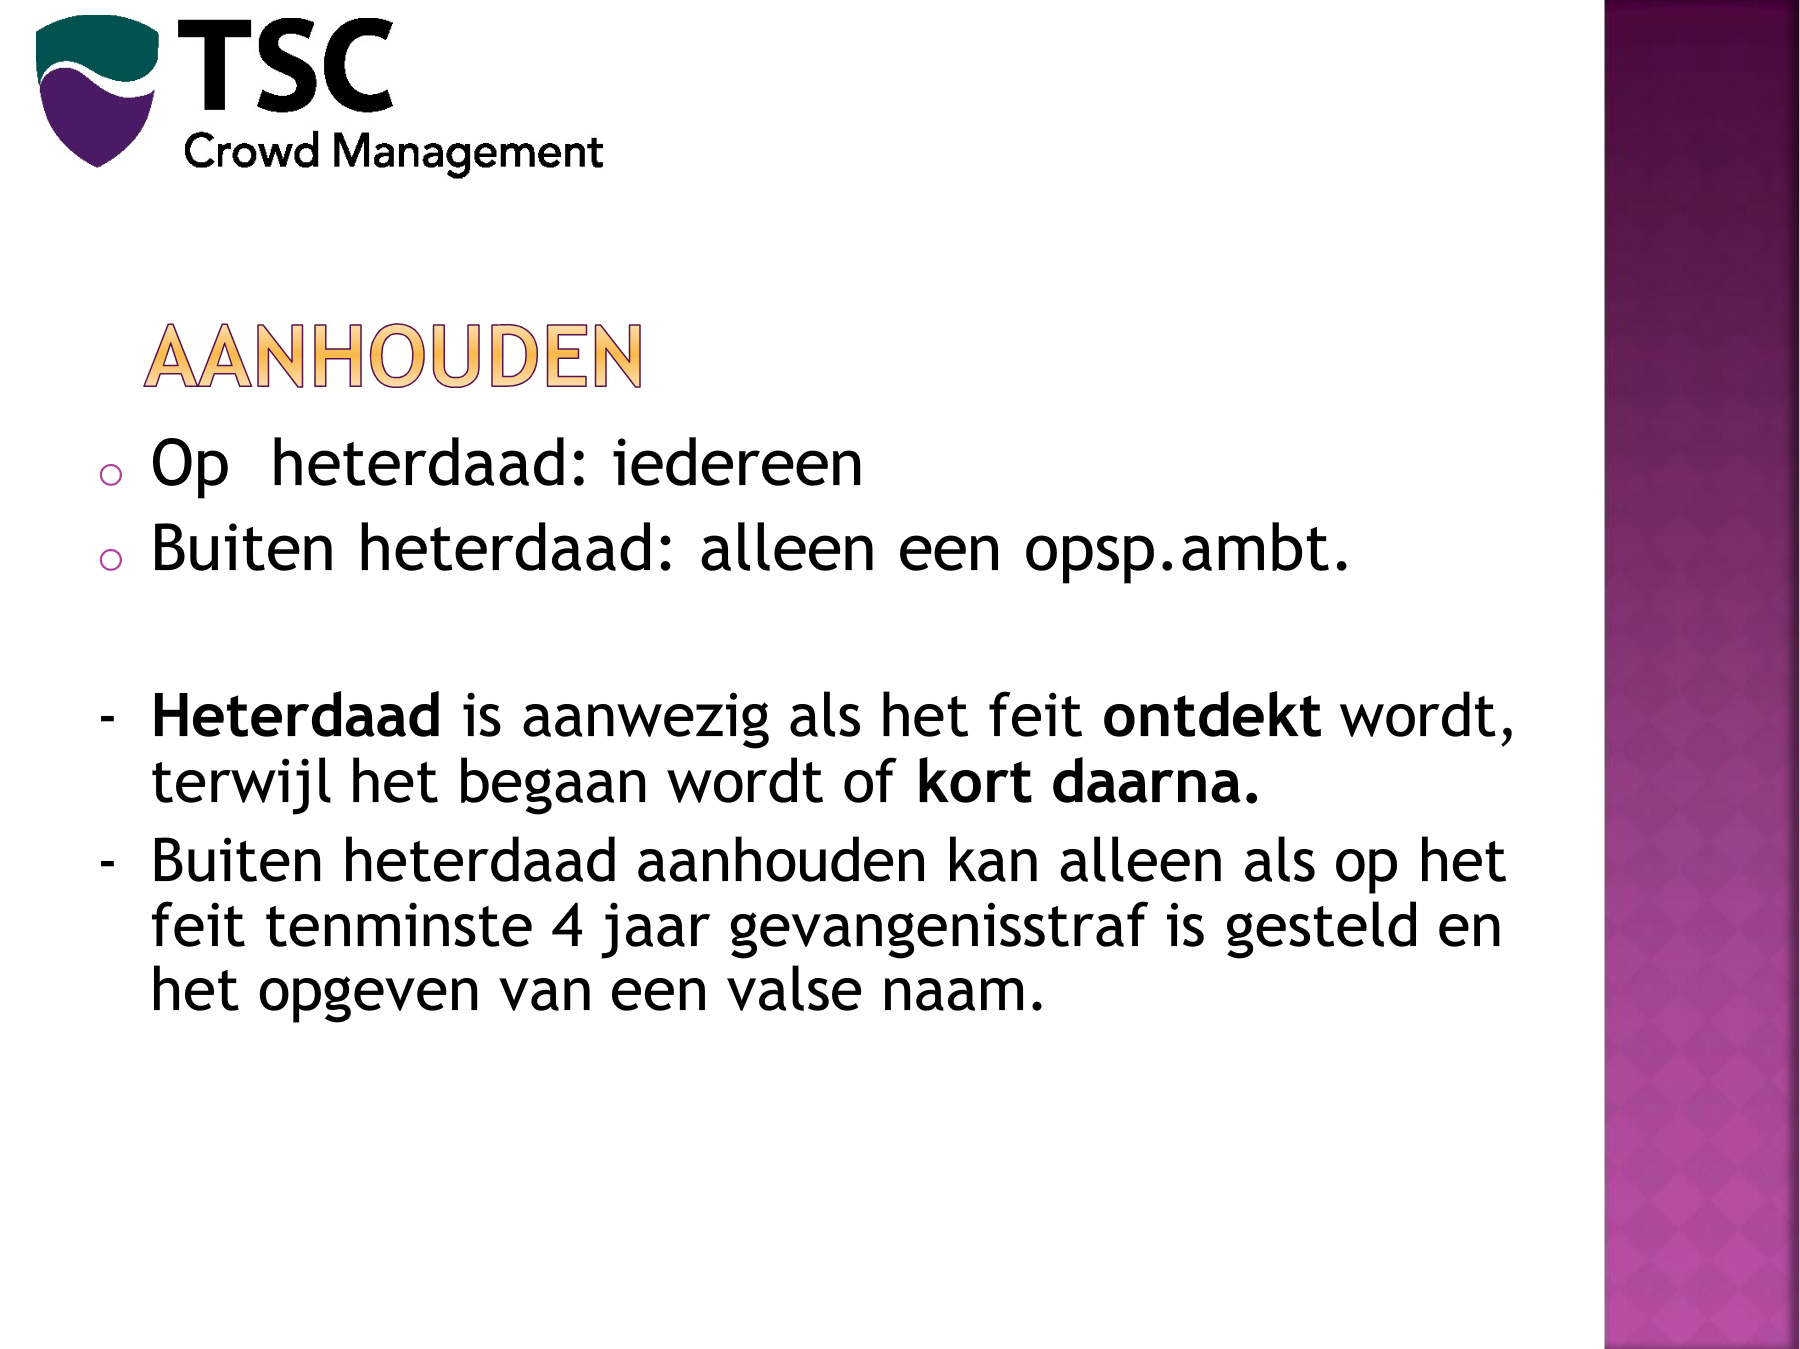 TSC
Crowd Management
AANHOUDEN
o Op heterdaad: iedereen
o Buiten heterdaad: alleen een opsp.ambt.
- Heterdaad is aanwezig als het feit ontdekt wordt,
terwijl het begaan wordt of kort daarna.
- Buiten heterdaad aanhouden kan alleen als op het
feit tenminste 4 jaar gevangenisstraf is gesteld en
het opgeven van een valse naam.